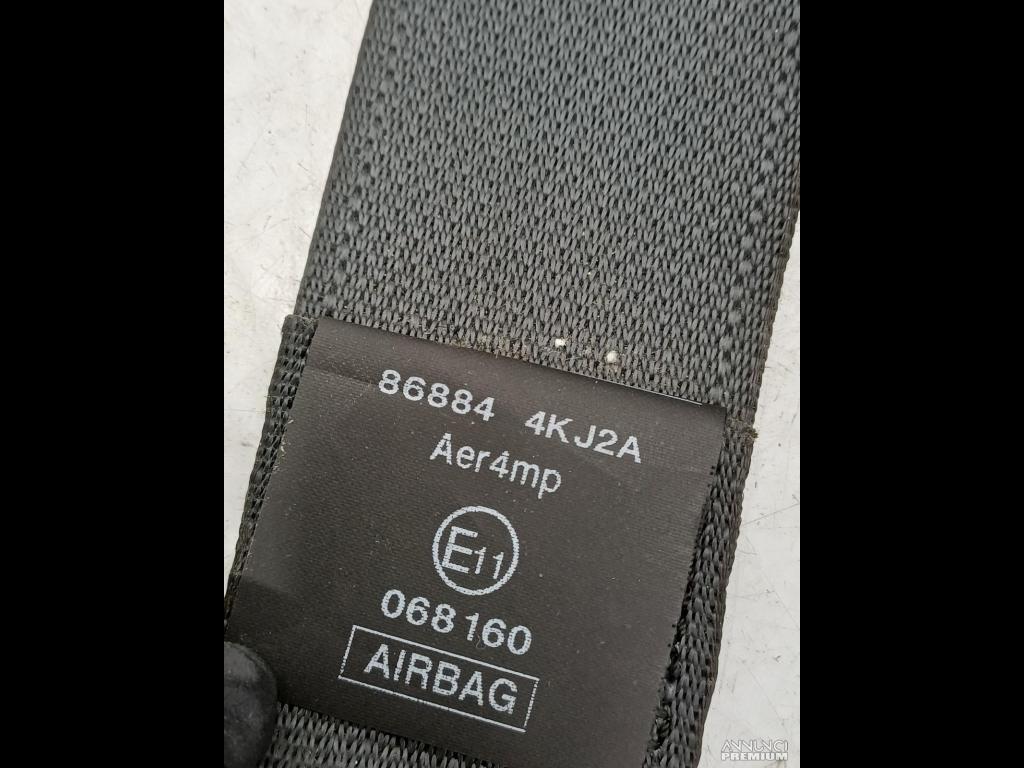 86884 4KJ2A
Aer4mp
E11
068160
AIRBAG
ANNUNCI
PREMIUM